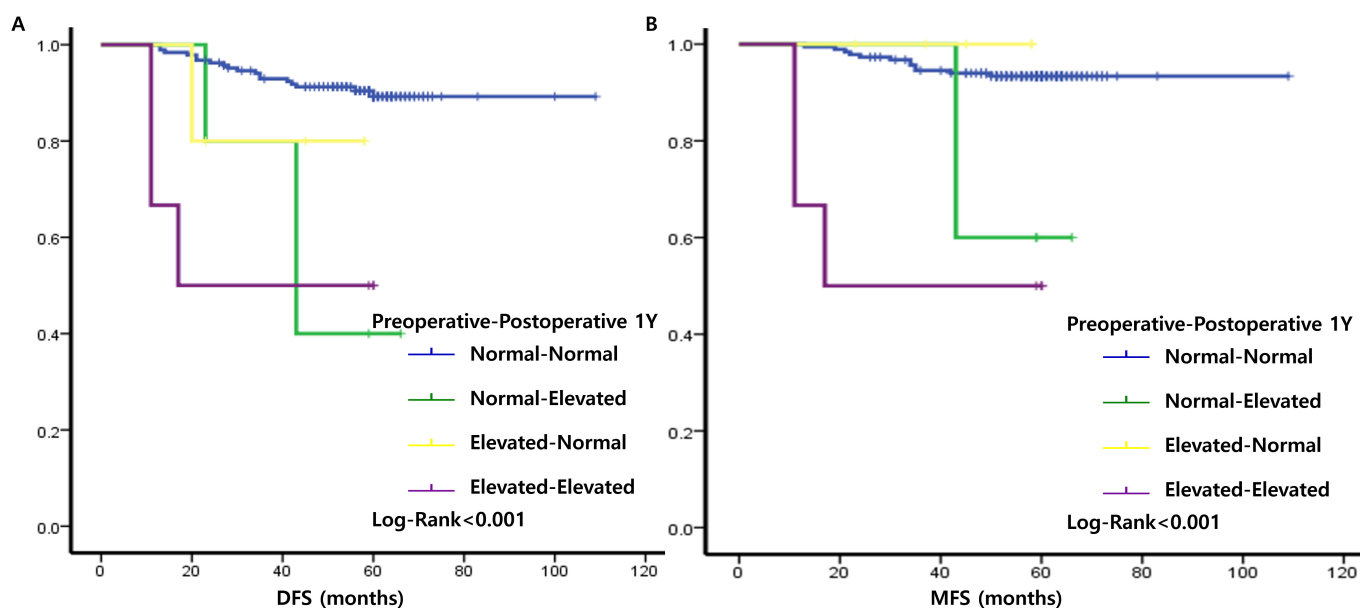 A
1.0
0.8
0.6
0.4
0.2
0.0
Preoperative-Postoperative 1Y
Normal-Normal
Normal-Elevated
Elevated-Normal
Elevated-Elevated
Log-Rank<0.001
0 20 40 60 80 100 120
DFS (months)
B
1.0
0.8
0.6
0.4
0.2
0.0
Preoperative-Postoperative 1Y
Normal-Normal
Normal-Elevated
Elevated-Normal
Elevated-Elevated
Log-Rank<0.001
0 20 40 60 80 100 120
MFS (months)